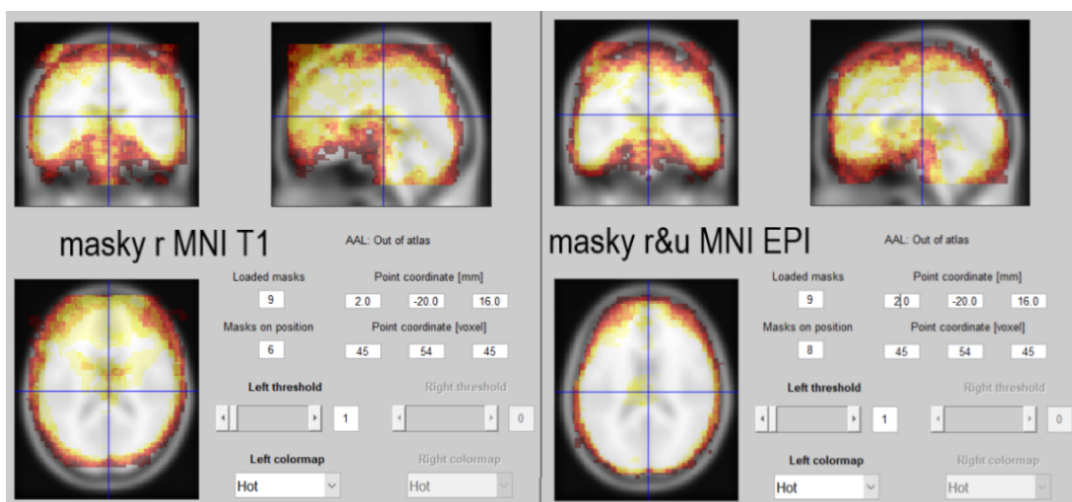 masky r MNI T1
AAL: Out of atlas
Loaded masks
Point coordinate [mm]
9
2.0 -20.0 16.0
Masks on position
Point coordinate [voxel]
6
45 54 45
Left threshold
Right threshold
1
0
Left colormap
Right colormap
Hot
Hot
masky r&u MNI EPI
AAL: Out of atlas
Loaded masks
Point coordinate [mm]
9
2.0 -20.0 16.0
Masks on position
Point coordinate [voxel]
8
45 54 45
Left threshold
Right threshold
1
0
Left colormap
Right colormap
Hot
Hot